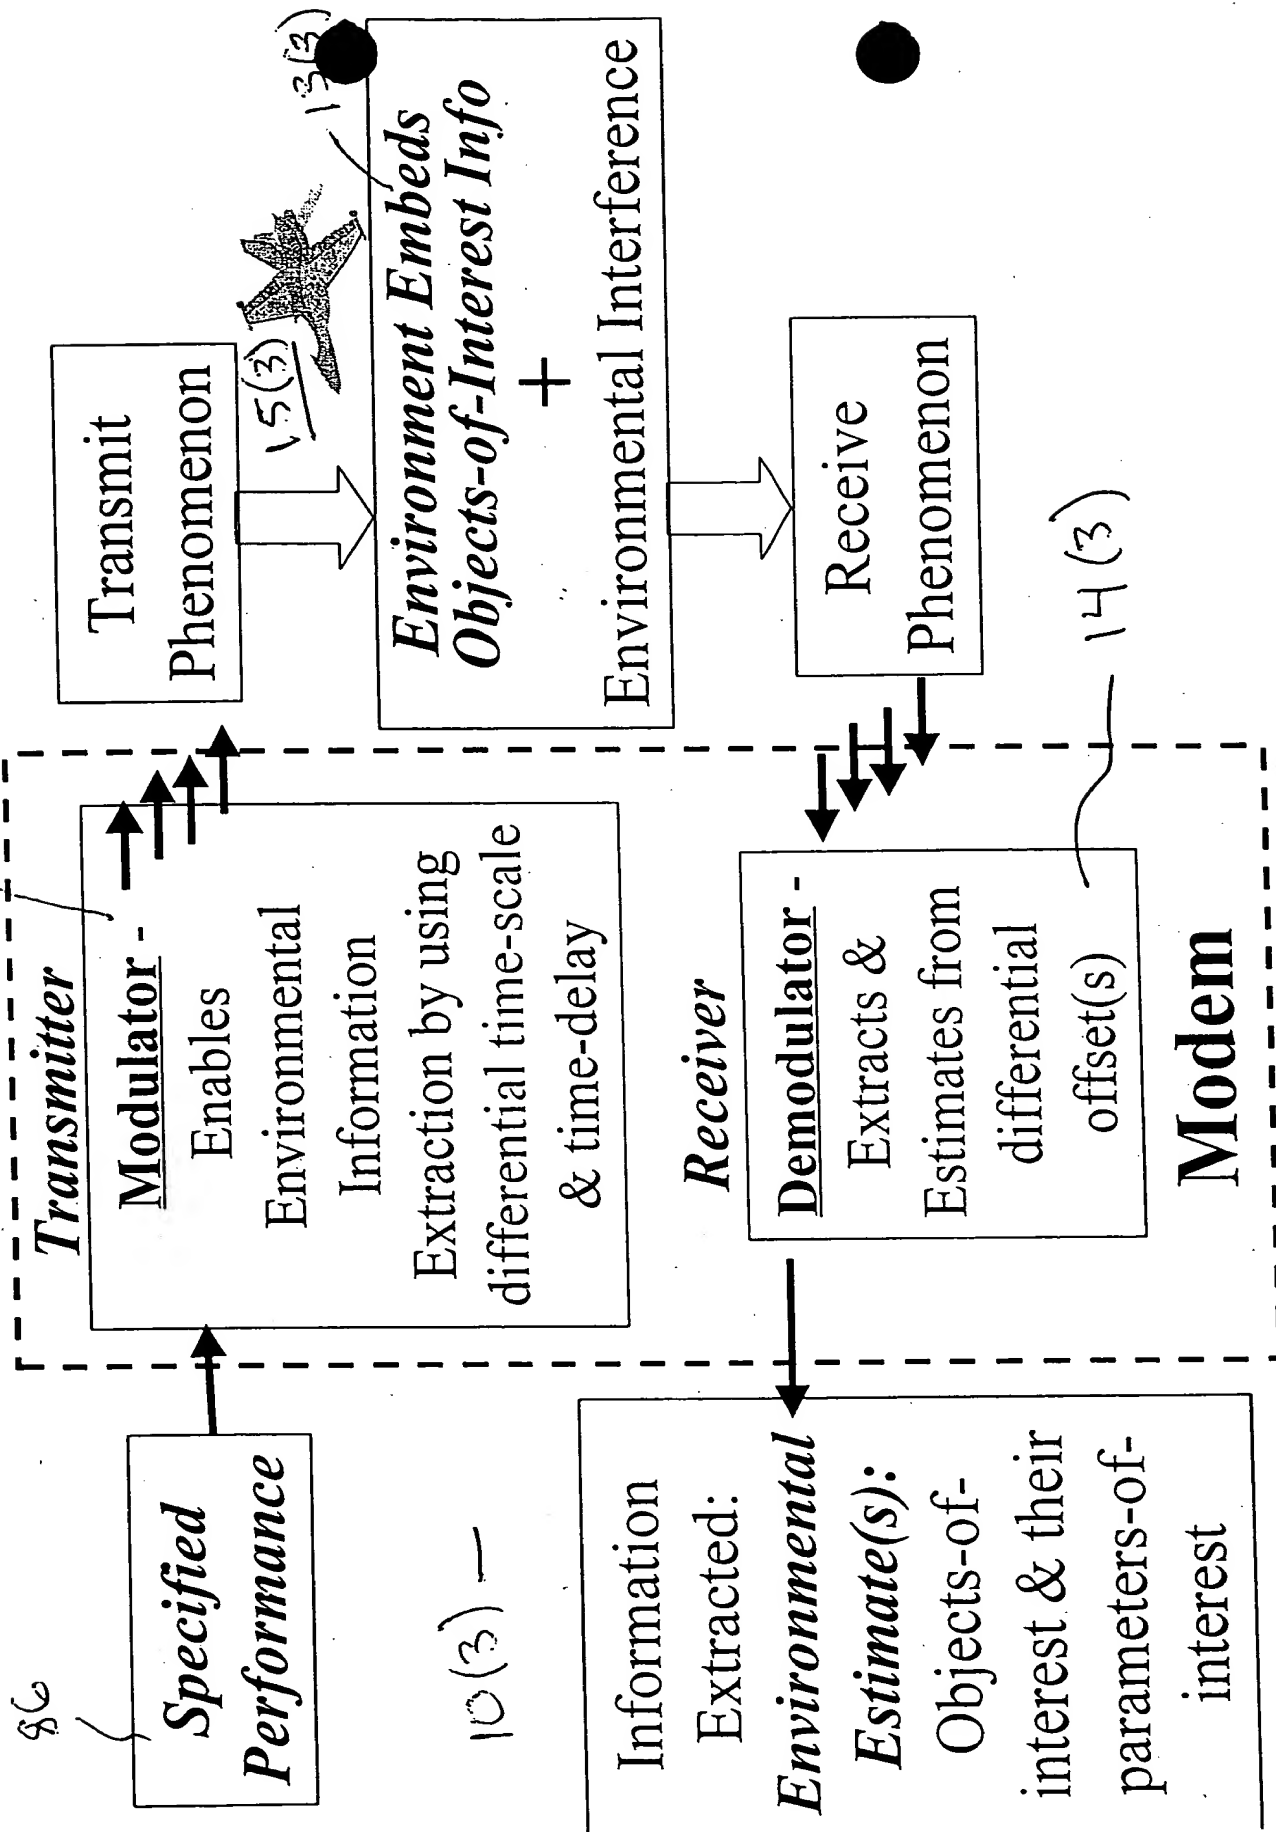 86
Specified
Performance
10(3)
Information
Extracted:
Environmental
Estimate(s):
Objects-of-
interest & their
parameters-of-
interest
Transmitter
Modulator -
Enables
Environmental
Information
Extraction by using
differential time-scale
& time-delay
Receiver
Demodulator -
Extracts &
Estimates from
differential
offset(s)
14(3)
Modem
Transmit
Phenomenon
15(3)
13(3)
Environment Embeds
Objects-of-Interest Info
+
Environmental Interference
Receive
Phenomenon